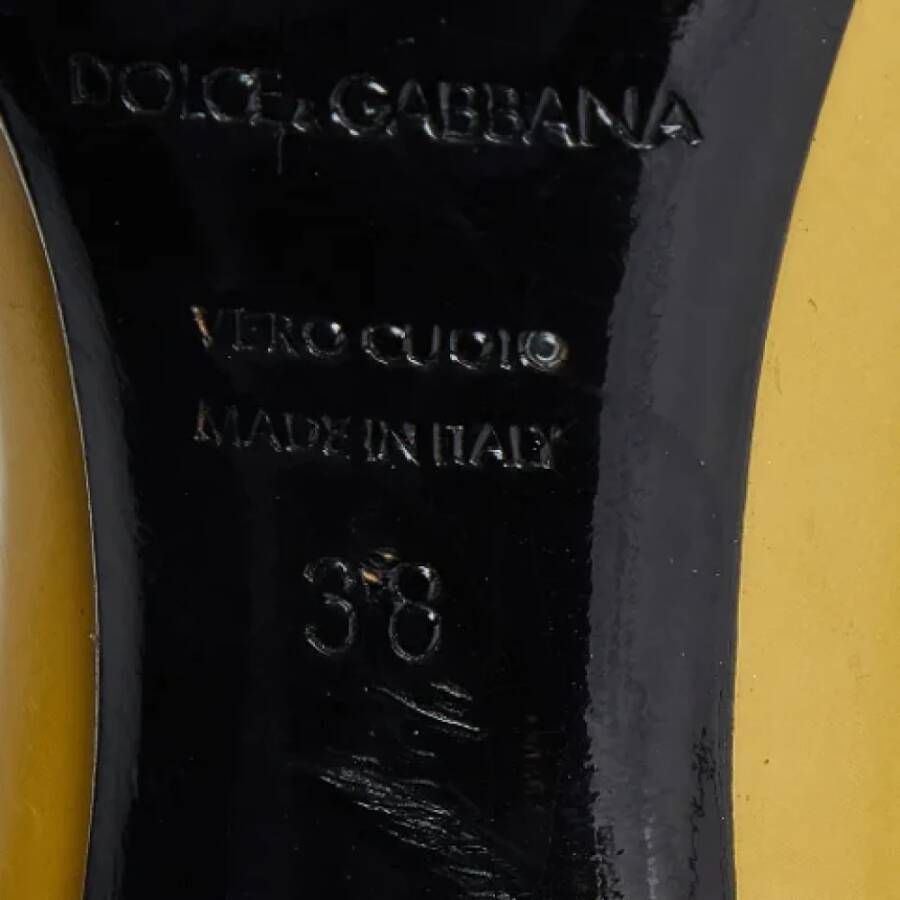 DOLCE & GABBANA
VERO CUOIO
MADE IN ITALY
38